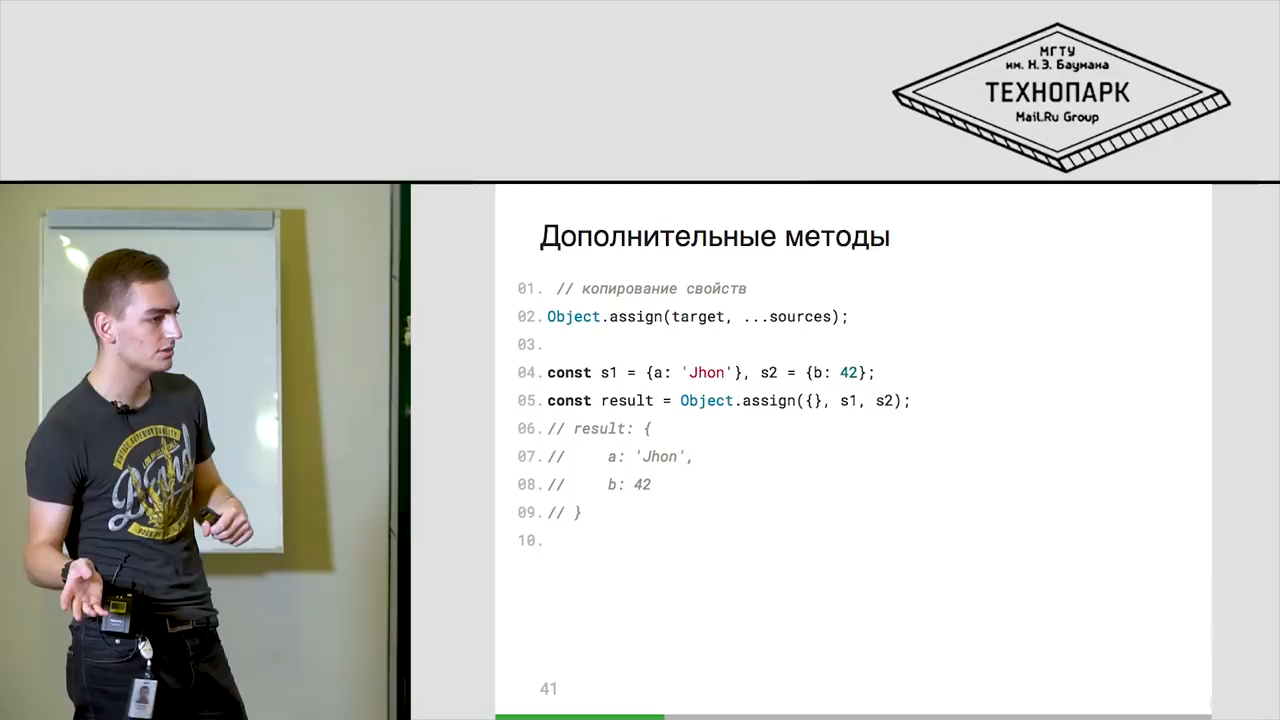 МГТУ
им. Н.Э. Баумана
ТЕХНОПАРК
Mail.Ru Group
Дополнительные методы
01. // копирование свойств
02. Object.assign(target, ...sources);
03.
04. const s1 = {a: 'Jhon'}, s2 = {b: 42};
05. const result = Object.assign({}, s1, s2);
06. // result: {
07. //     a: 'Jhon',
08. //     b: 42
09. // }
10.
41